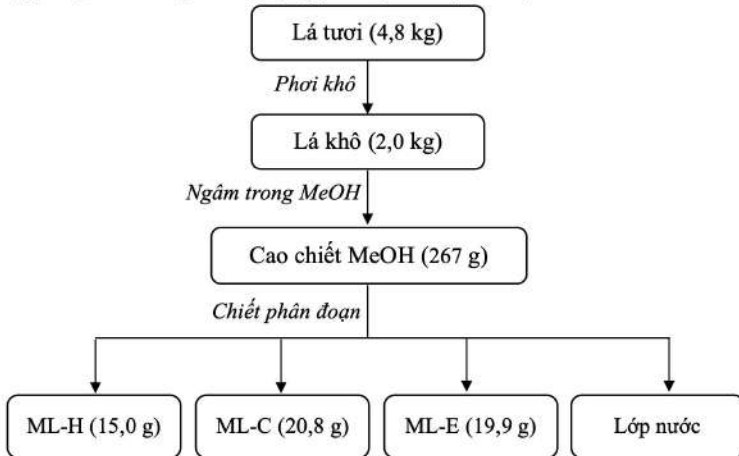 Lá tươi (4,8 kg)
Phơi khô
Lá khô (2,0 kg)
Ngâm trong MeOH
Cao chiết MeOH (267 g)
Chiết phân đoạn
ML-H (15,0 g)
ML-C (20,8 g)
ML-E (19,9 g)
Lớp nước